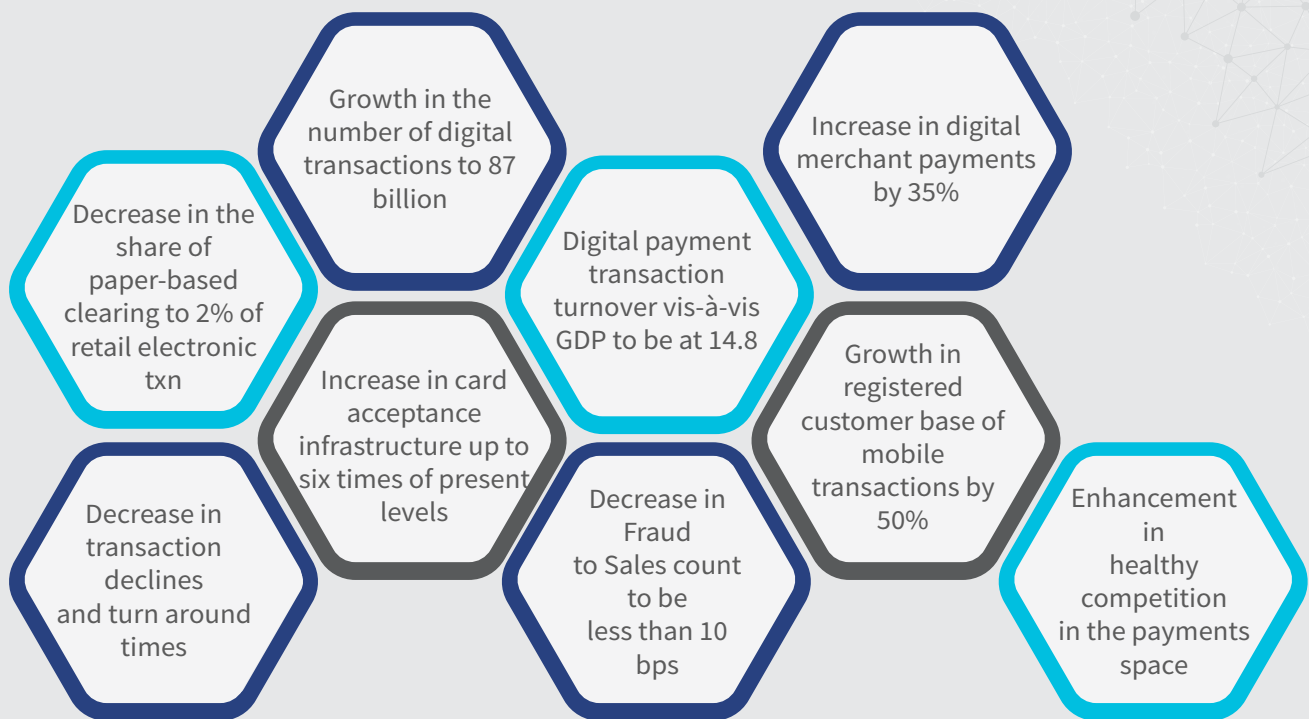 Growth in the
number of digital
transactions to 87
billion
Increase in digital
merchant payments
by 35%
Decrease in the
share of
paper-based
clearing to 2% of
retail electronic
txn
Digital payment
transaction
turnover vis-à-vis
GDP to be at 14.8
Increase in card
acceptance
infrastructure up to
six times of present
levels
Growth in
registered
customer base of
mobile
transactions by
50%
Decrease in
transaction
declines
and turn around
times
Decrease in
Fraud
to Sales count
to be
less than 10
bps
Enhancement
in
healthy
competition
in the payments
space